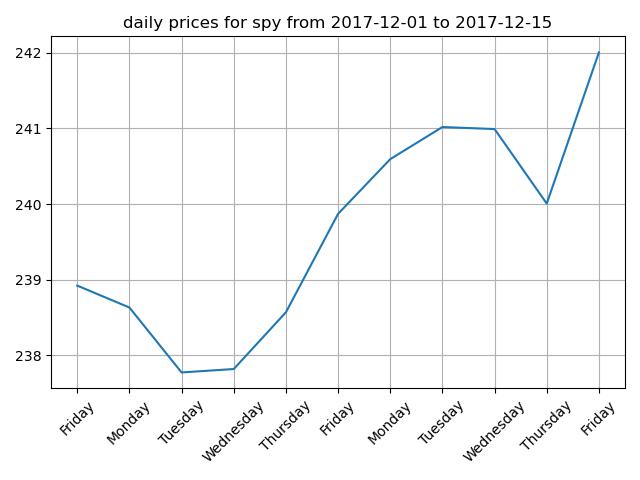 daily prices for spy from 2017-12-01 to 2017-12-15
242
241
240
239
238
Friday
Monday
Tuesday
Wednesday
Thursday
Friday
Monday
Tuesday
Wednesday
Thursday
Friday